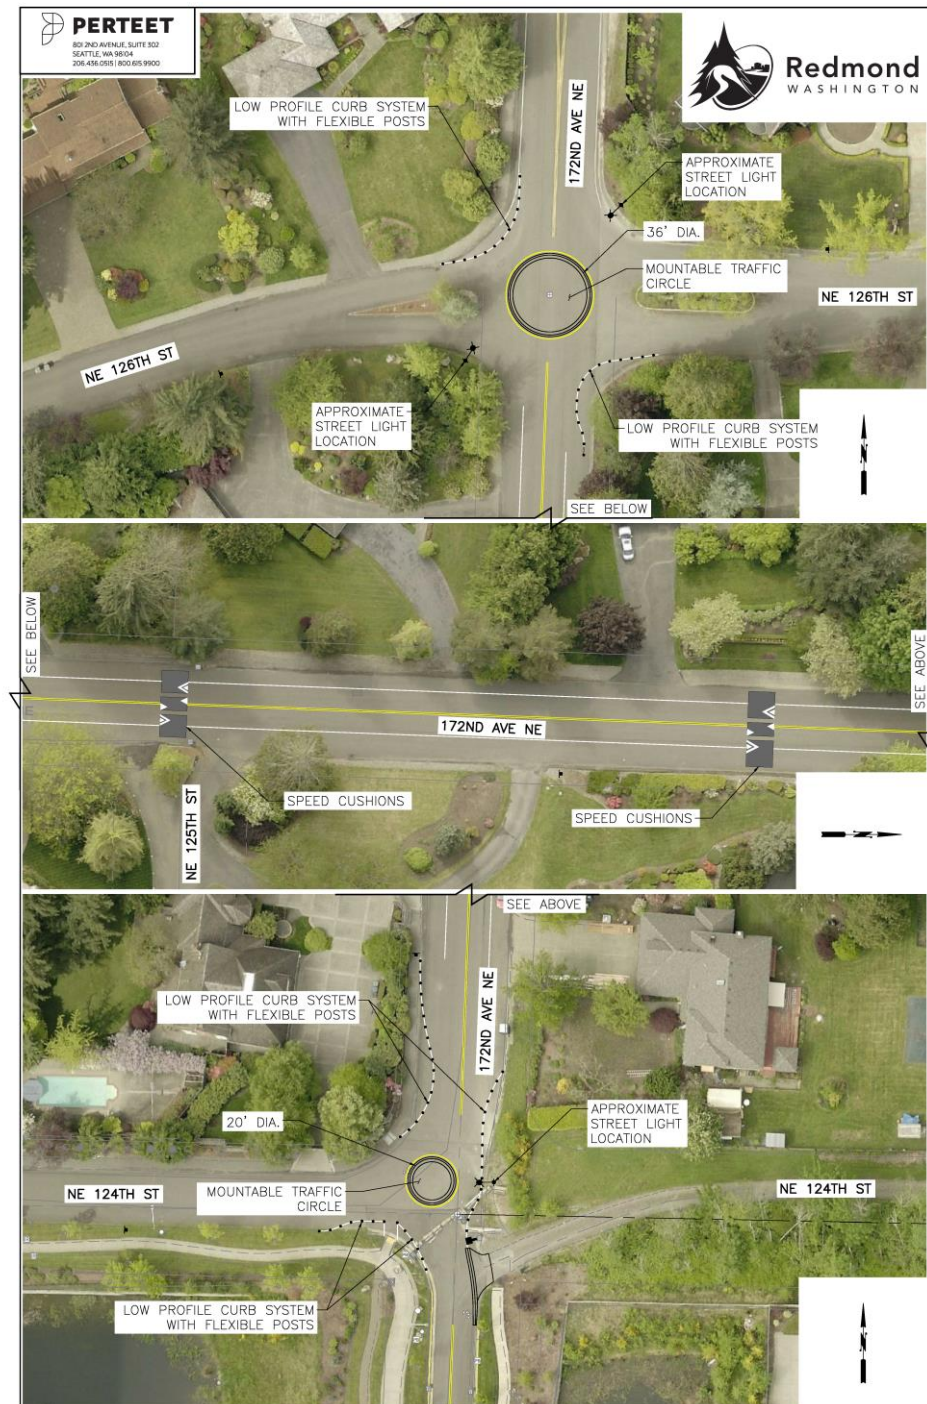 PERTEET
801 2ND AVENUE, SUITE 302
SEATTLE, WA 98104
206.436.0515 | 800.615.9900
Redmond
WASHINGTON
LOW PROFILE CURB SYSTEM
WITH FLEXIBLE POSTS
172ND AVE NE
APPROXIMATE
STREET LIGHT
LOCATION
36' DIA.
MOUNTABLE TRAFFIC
CIRCLE
NE 126TH ST
NE 126TH ST
APPROXIMATE
STREET LIGHT
LOCATION
LOW PROFILE CURB SYSTEM
WITH FLEXIBLE POSTS
N
SEE BELOW
SEE BELOW
SEE ABOVE
172ND AVE NE
NE 125TH ST
SPEED CUSHIONS
SPEED CUSHIONS
N
SEE ABOVE
LOW PROFILE CURB SYSTEM
WITH FLEXIBLE POSTS
172ND AVE NE
20' DIA.
APPROXIMATE
STREET LIGHT
LOCATION
NE 124TH ST
MOUNTABLE TRAFFIC
CIRCLE
NE 124TH ST
LOW PROFILE CURB SYSTEM
WITH FLEXIBLE POSTS
N